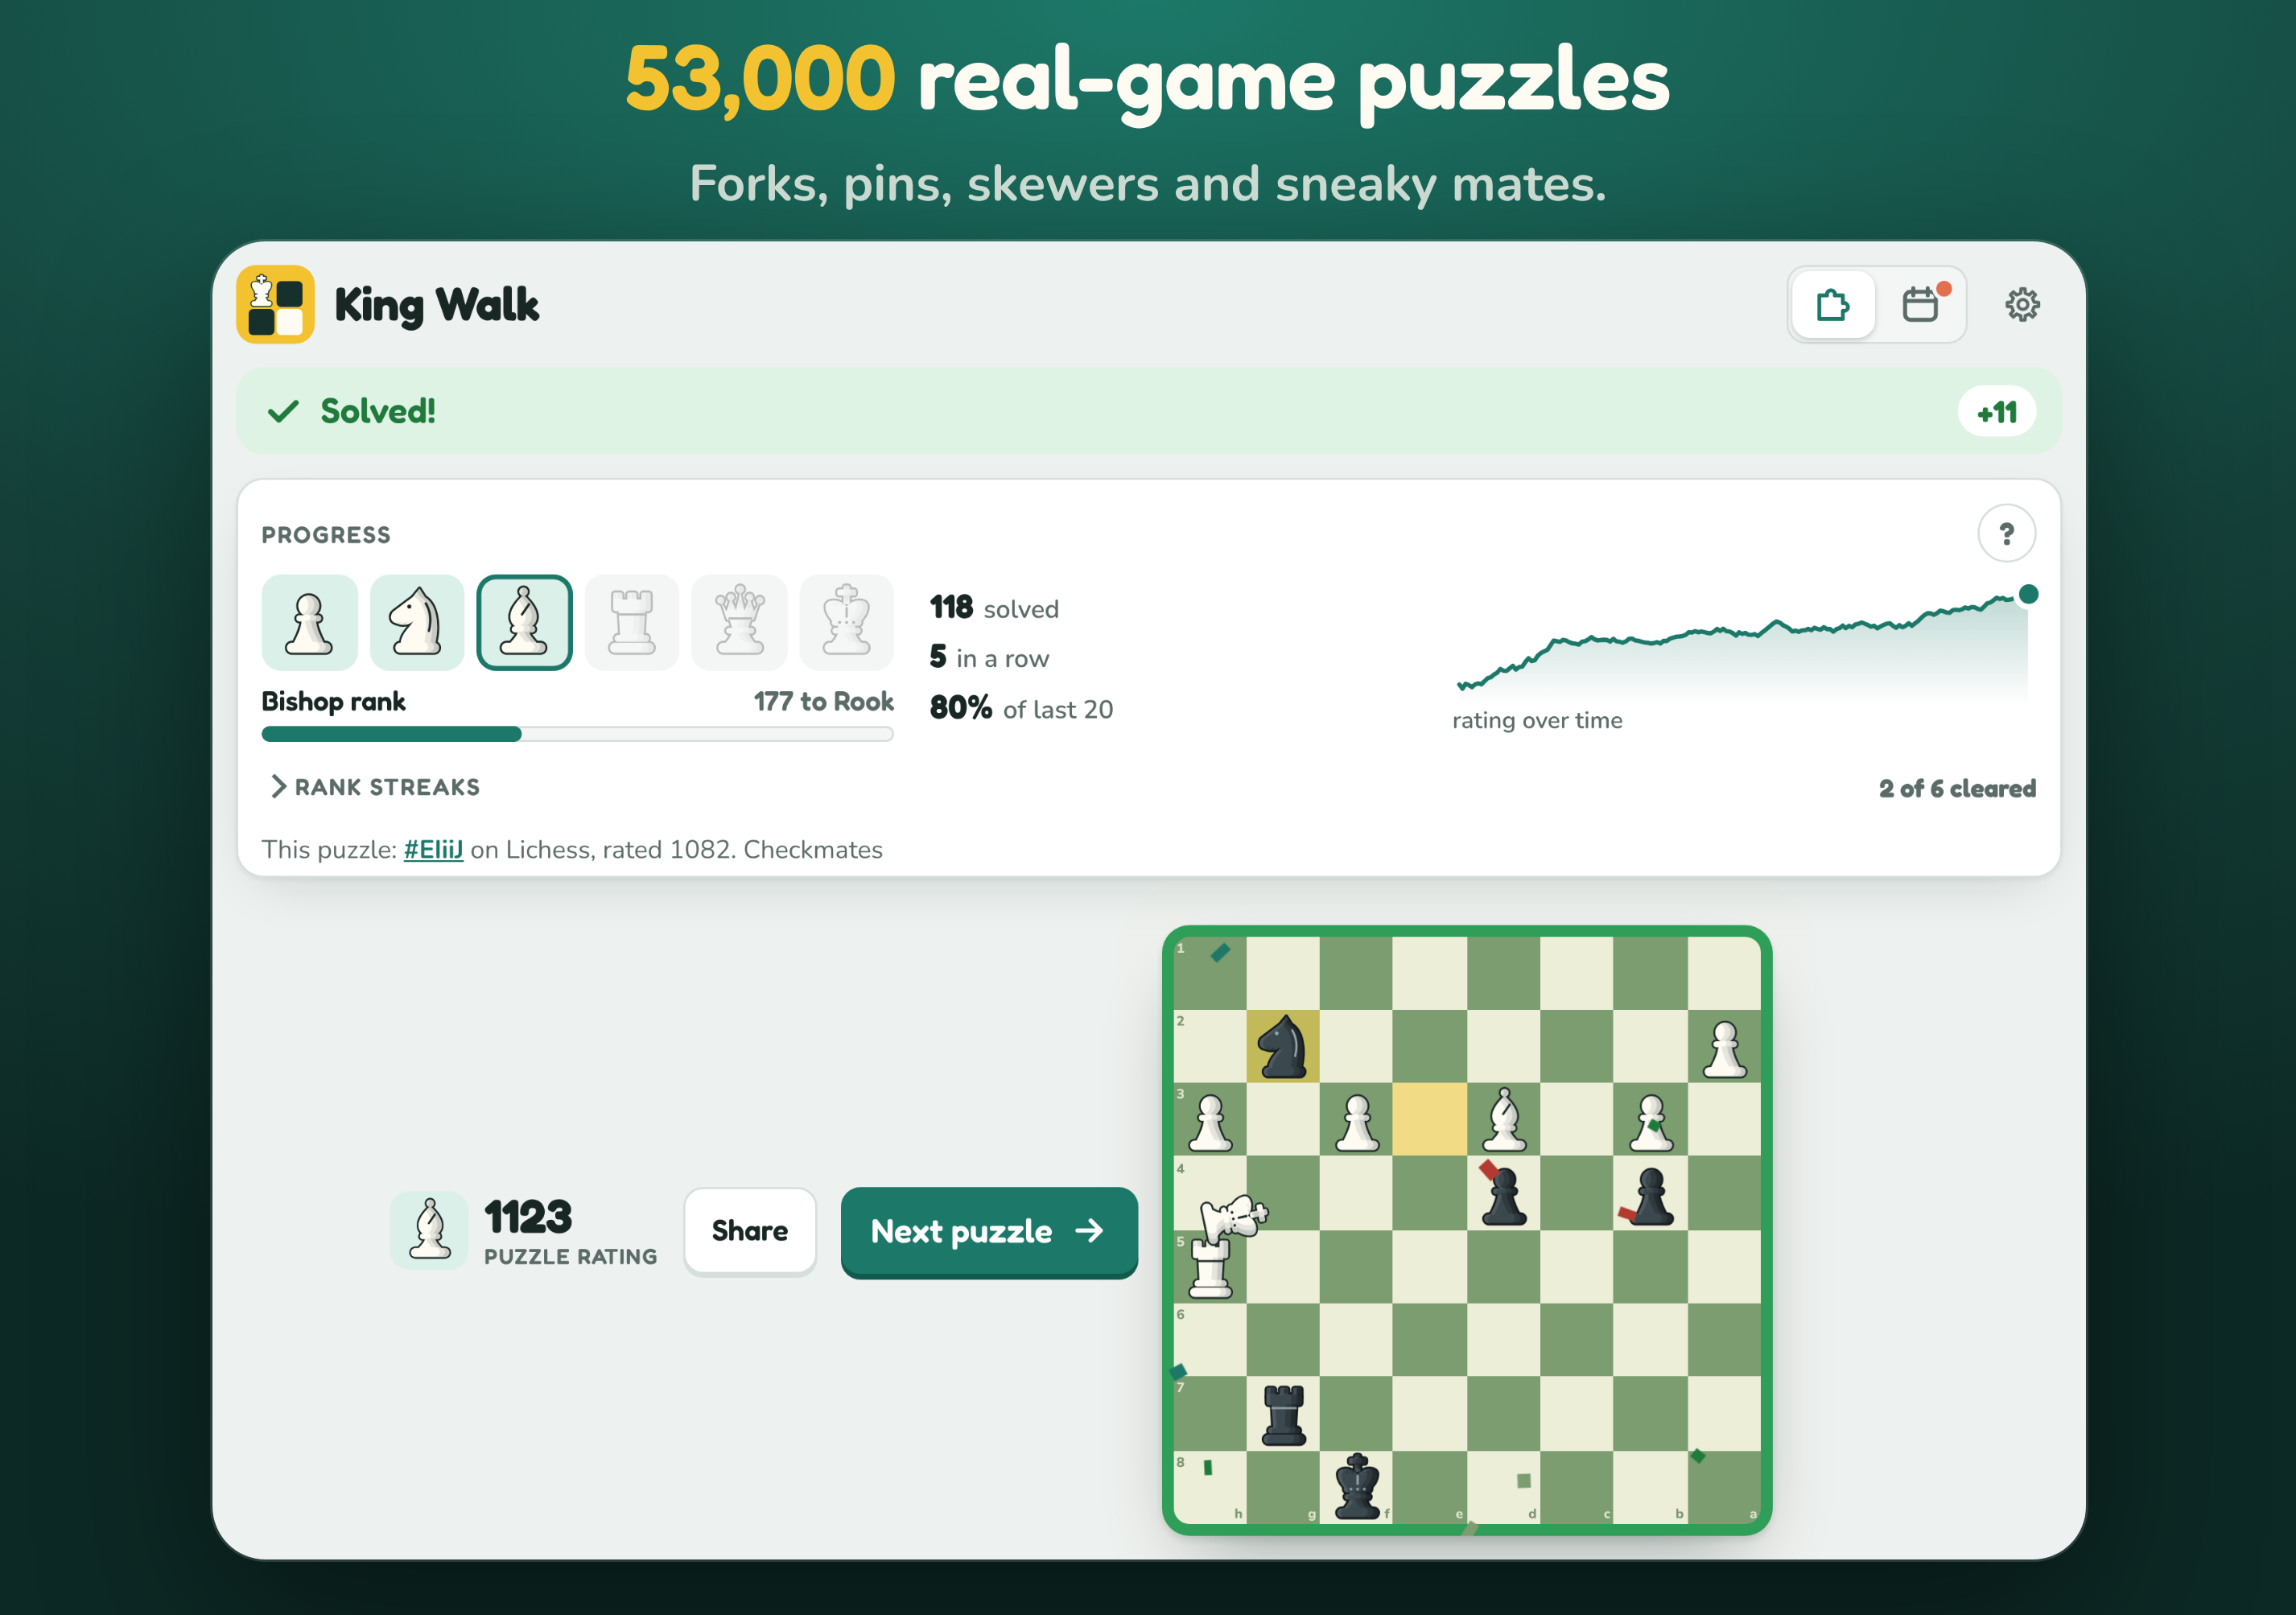 53,000 real-game puzzles
Forks, pins, skewers and sneaky mates.
King Walk
Solved!
+11
PROGRESS
?
118 solved
5 in a row
80% of last 20
Bishop rank
177 to Rook
rating over time
RANK STREAKS
2 of 6 cleared
This puzzle: #EliiJ on Lichess, rated 1082. Checkmates
1123
PUZZLE RATING
Share
Next puzzle
1
2
3
4
5
6
7
8
h g f e d c b a